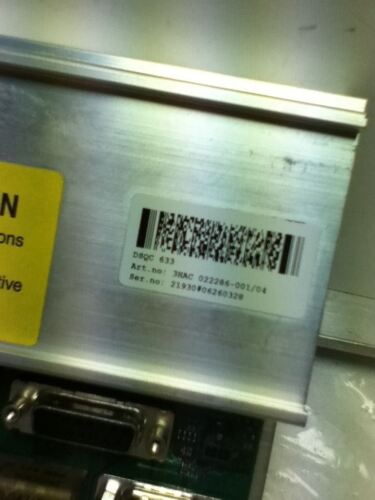 N
ons
tive
DSQC 633
Art.no: 3HAC 022286-001/04
Ser.no: 21930#06260328